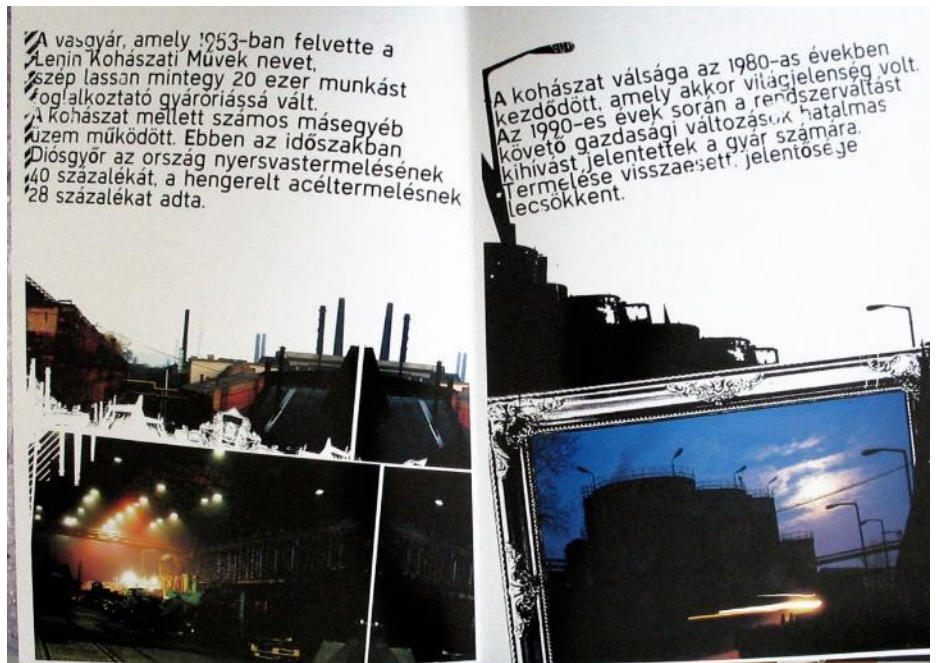 A vasgyár, amely 1953-ban felvette a
Lenin Kohászati Művek nevet,
szép lassan mintegy 20 ezer munkást
foglalkoztató gyáróriássá vált.
A kohászat mellett számos másegyéb
üzem működött. Ebben az időszakban
Diósgyőr az ország nyersvastermelésének
40 százalékát, a hengerelt acéltermelésnek
28 százalékat adta.
A kohászat válsága az 1980-as években
kezdődött, amely akkor világjelenség volt.
Az 1990-es évek során a rendszerváltást
követő gazdasági változások hatalmas
kihívást jelentettek a gyár számára.
Termelése visszaesett, jelentősége
lecsökkent.